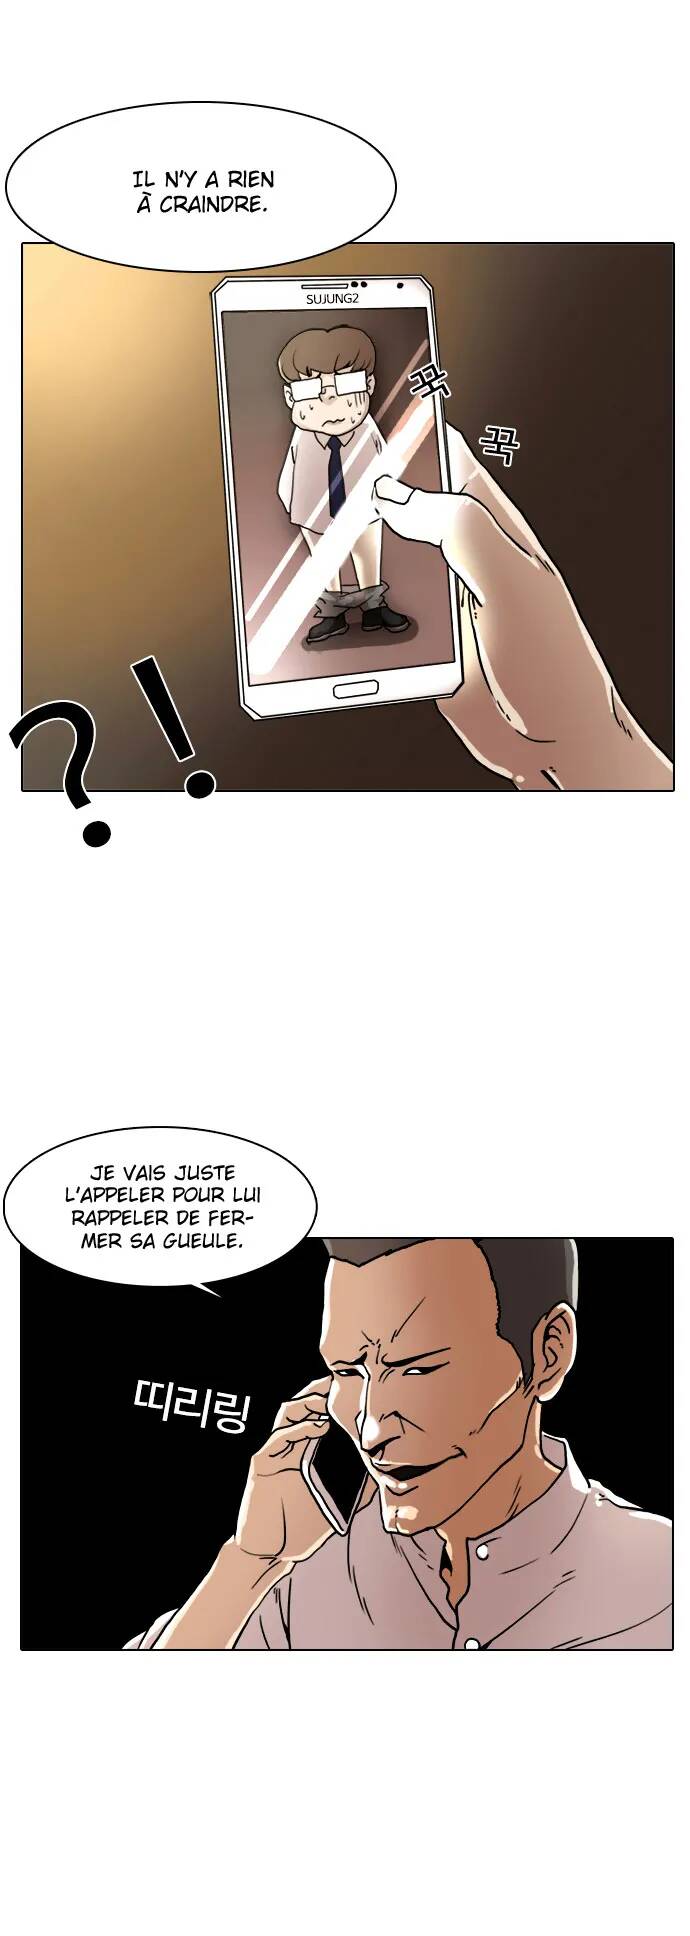 IL N'Y A RIEN
À CRAINDRE.
SUJUNG2
꾹
꾹
?!
JE VAIS JUSTE
L'APPELER POUR LUI
RAPPELER DE FER-
MER SA GUEULE.
띠리링